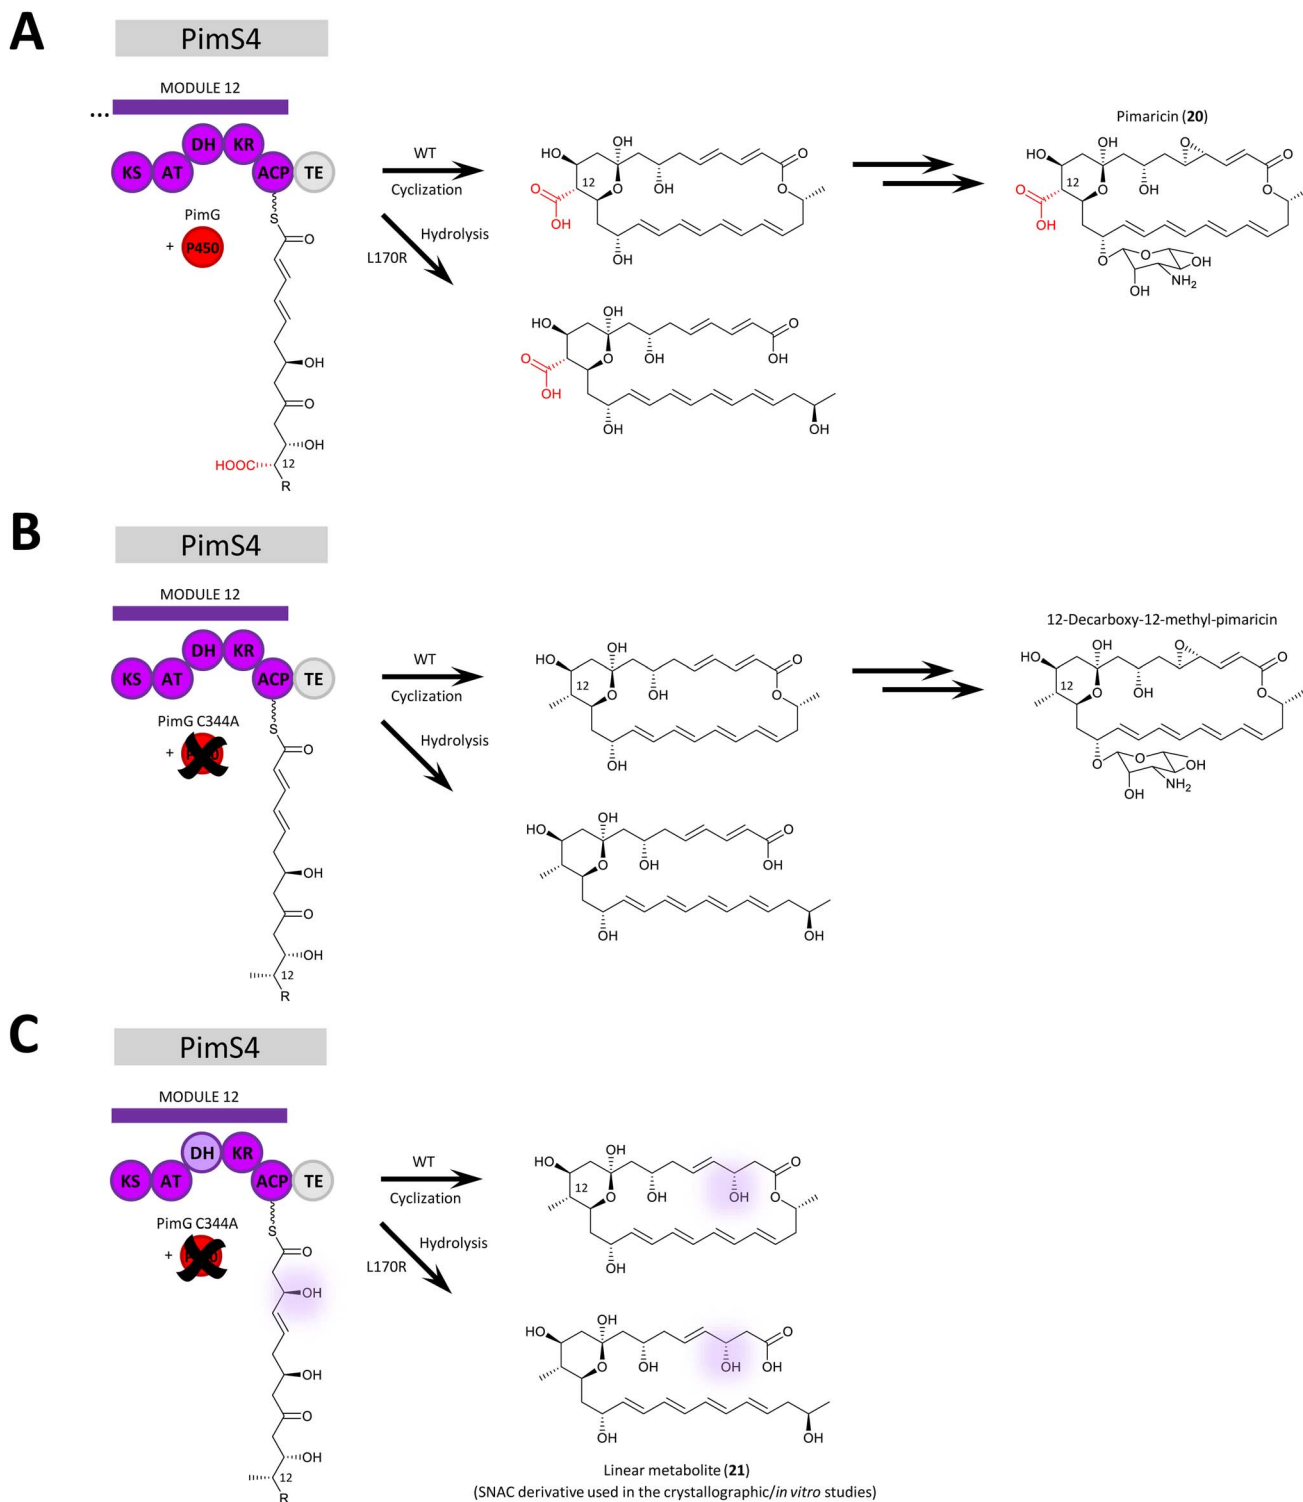 A
PimS4
MODULE 12
...
KS AT DH KR ACP TE
PimG
+ P450
S
O
OH
O
OH
HOOC
12
R
WT
Cyclization
Hydrolysis
L170R
HO
OH
OH
12
O
O
O
O
OH
OH
HO
OH
OH
O
O
OH
O
OH
OH
OH
Pimaricin (20)
HO
OH
OH
O
O
O
12
O
O
OH
O
O
OH
NH2
OH
B
PimS4
MODULE 12
KS AT DH KR ACP TE
PimG C344A
+
S
O
OH
O
OH
12
R
WT
Cyclization
Hydrolysis
HO
OH
OH
12
O
O
O
OH
HO
OH
OH
O
O
OH
OH
OH
12-Decarboxy-12-methyl-pimaricin
HO
OH
OH
O
O
O
12
O
O
O
OH
NH2
OH
C
PimS4
MODULE 12
KS AT DH KR ACP TE
PimG C344A
+
S
O
OH
OH
O
OH
12
R
WT
Cyclization
Hydrolysis
L170R
HO
OH
OH
OH
12
O
O
O
OH
HO
OH
OH
OH
O
O
OH
OH
OH
Linear metabolite (21)
(SNAC derivative used in the crystallographic/in vitro studies)